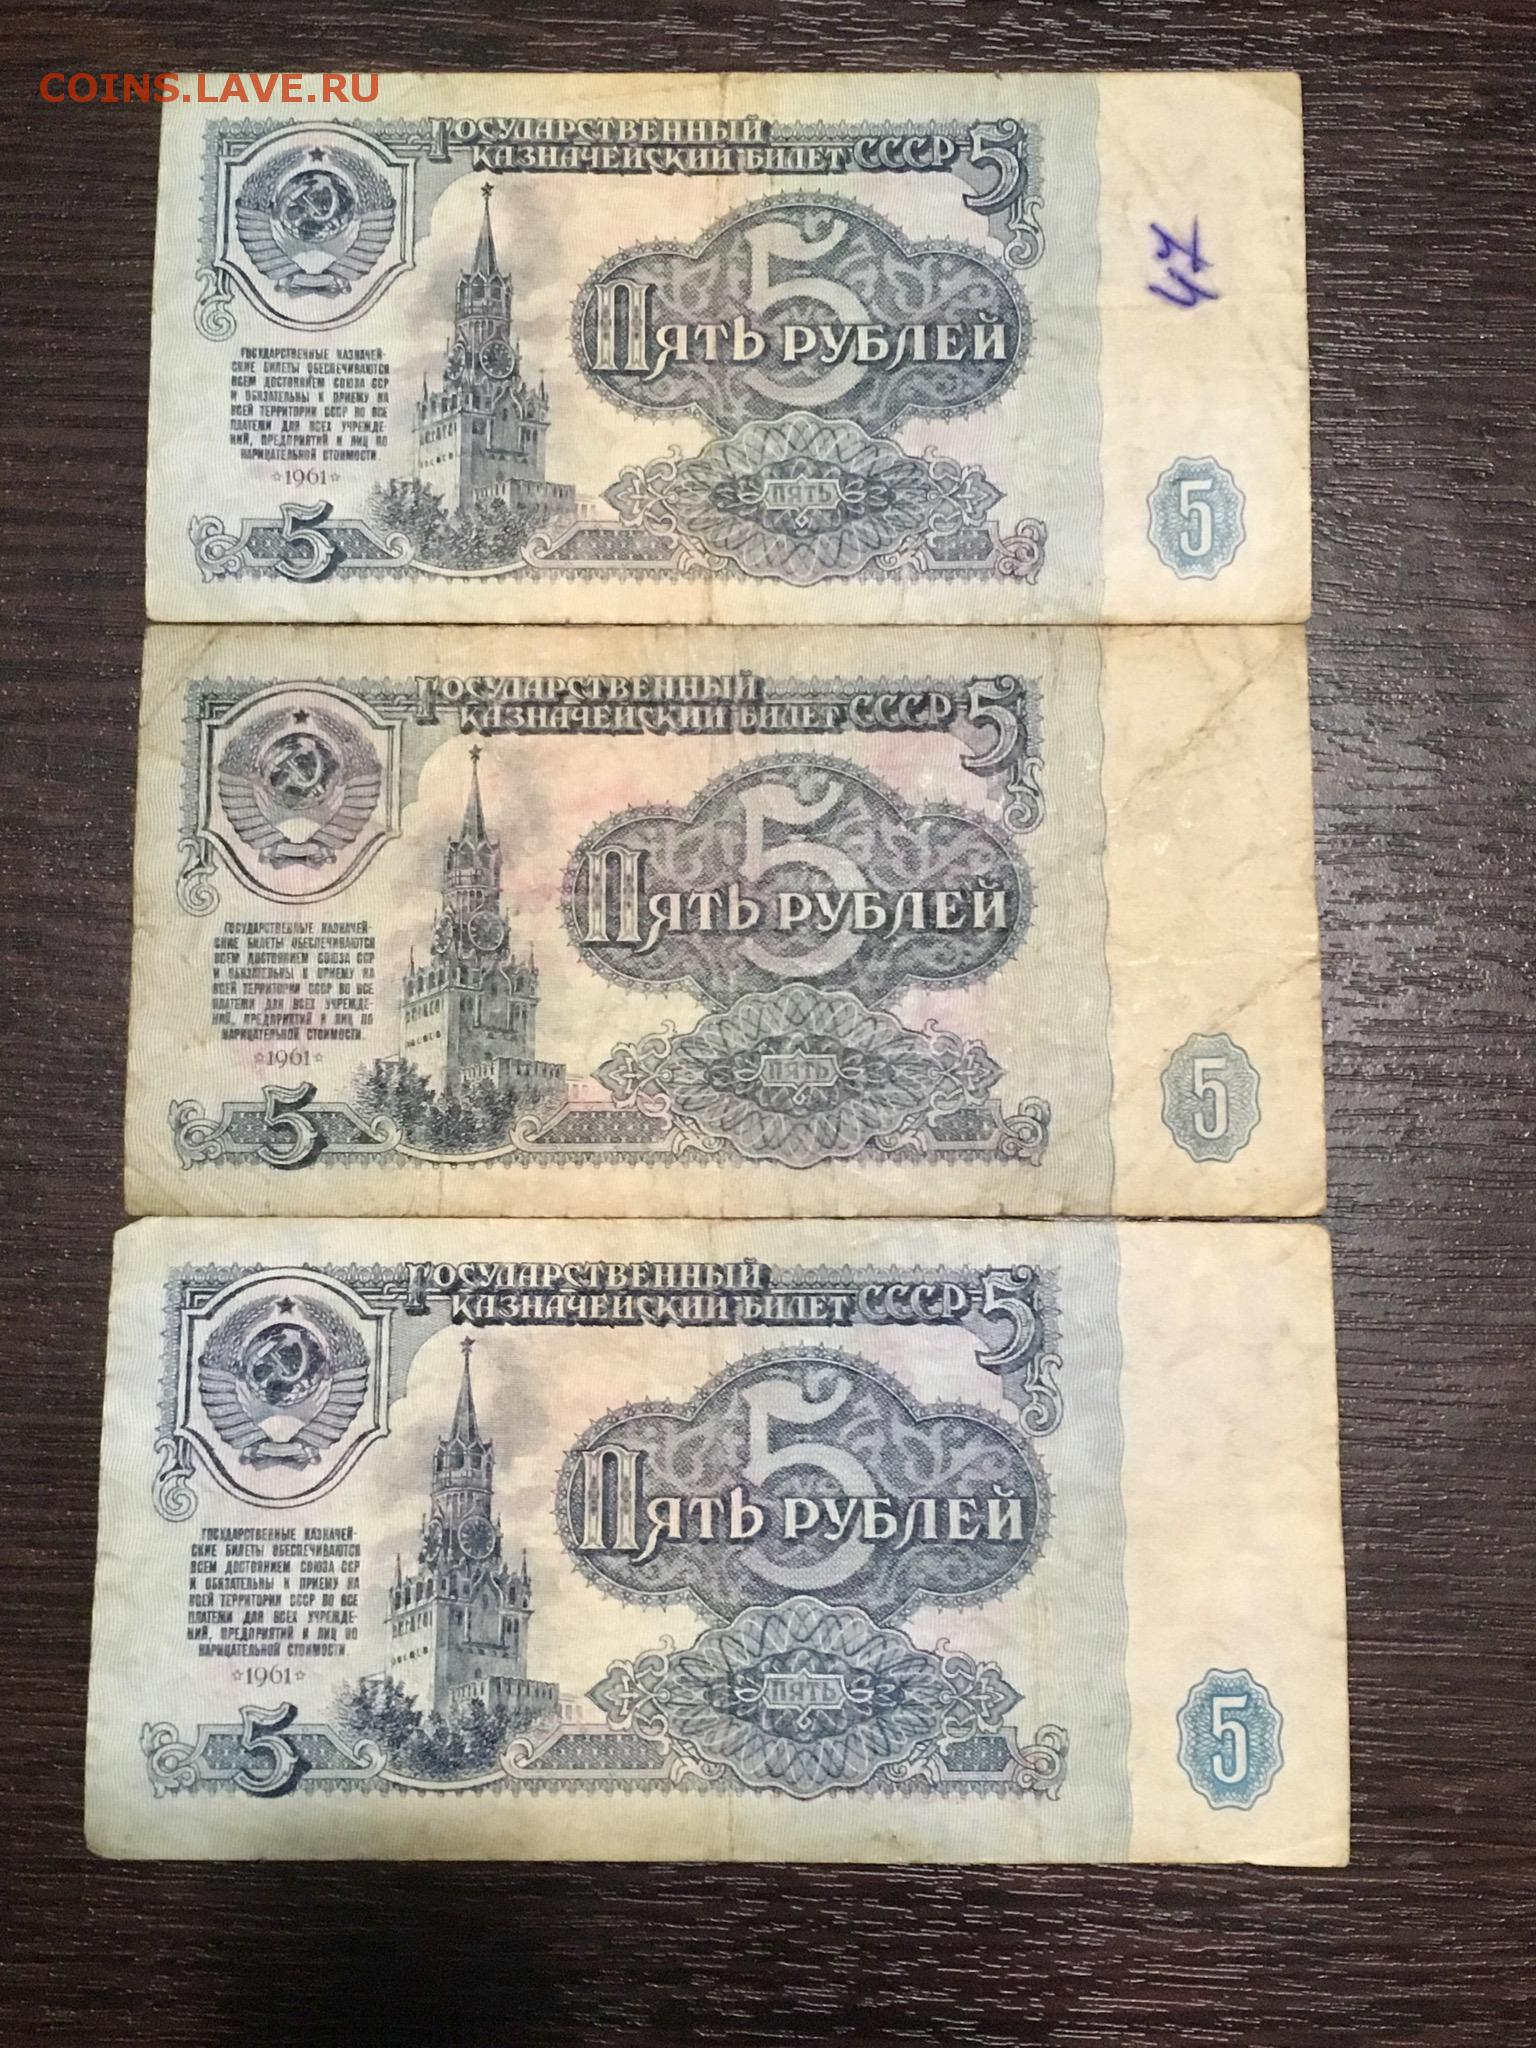 COINS.LAVE.RU
ГОСУДАРСТВЕННЫЙ
КАЗНАЧЕЙСКИЙ БИЛЕТ СССР 5
5
47
5
ПЯТЬ РУБЛЕЙ
ГОСУДАРСТВЕННЫЕ КАЗНАЧЕЙ-
СКИЕ БИЛЕТЫ ОБЕСПЕЧИВАЮТСЯ
ВСЕМ ДОСТОЯНИЕМ СОЮЗА ССР
И ОБЯЗАТЕЛЬНЫ К ПРИЕМУ НА
ВСЕЙ ТЕРРИТОРИИ СССР ВО ВСЕ
ПЛАТЕЖИ ДЛЯ ВСЕХ УЧРЕЖДЕ-
НИЙ, ПРЕДПРИЯТИЙ И ЛИЦ ПО
НАРИЦАТЕЛЬНОЙ СТОИМОСТИ.
☆1961☆
ПЯТЬ
5
5
ГОСУДАРСТВЕННЫЙ
КАЗНАЧЕЙСКИЙ БИЛЕТ СССР 5
5
5
ПЯТЬ РУБЛЕЙ
ГОСУДАРСТВЕННЫЕ КАЗНАЧЕЙ-
СКИЕ БИЛЕТЫ ОБЕСПЕЧИВАЮТСЯ
ВСЕМ ДОСТОЯНИЕМ СОЮЗА ССР
И ОБЯЗАТЕЛЬНЫ К ПРИЕМУ НА
ВСЕЙ ТЕРРИТОРИИ СССР ВО ВСЕ
ПЛАТЕЖИ ДЛЯ ВСЕХ УЧРЕЖДЕ-
НИЙ, ПРЕДПРИЯТИЙ И ЛИЦ ПО
НАРИЦАТЕЛЬНОЙ СТОИМОСТИ.
☆1961☆
ПЯТЬ
5
5
ГОСУДАРСТВЕННЫЙ
КАЗНАЧЕЙСКИЙ БИЛЕТ СССР 5
5
5
ПЯТЬ РУБЛЕЙ
ГОСУДАРСТВЕННЫЕ КАЗНАЧЕЙ-
СКИЕ БИЛЕТЫ ОБЕСПЕЧИВАЮТСЯ
ВСЕМ ДОСТОЯНИЕМ СОЮЗА ССР
И ОБЯЗАТЕЛЬНЫ К ПРИЕМУ НА
ВСЕЙ ТЕРРИТОРИИ СССР ВО ВСЕ
ПЛАТЕЖИ ДЛЯ ВСЕХ УЧРЕЖДЕ-
НИЙ, ПРЕДПРИЯТИЙ И ЛИЦ ПО
НАРИЦАТЕЛЬНОЙ СТОИМОСТИ.
☆1961☆
ПЯТЬ
5
5